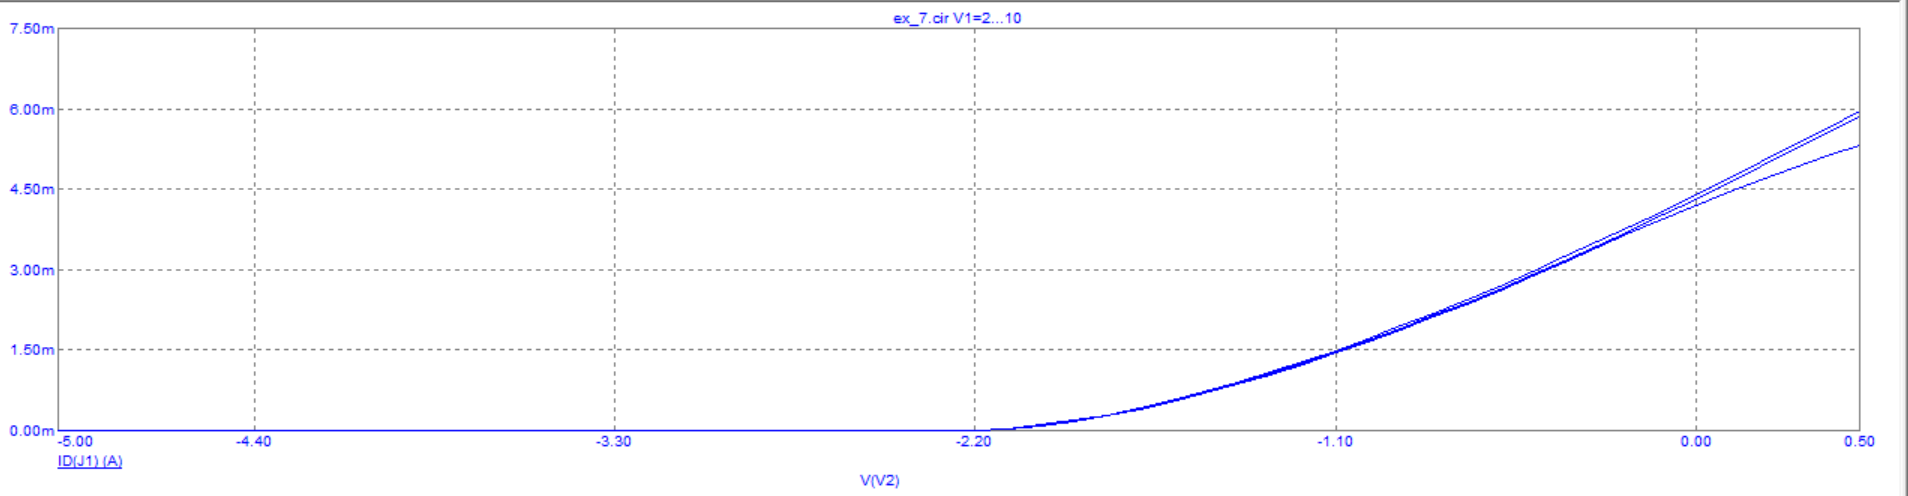 ex_7.cir V1=2...10
7.50m
6.00m
4.50m
3.00m
1.50m
0.00m
-5.00 -4.40 -3.30 -2.20 -1.10 0.00 0.50
ID(J1) (A)
V(V2)